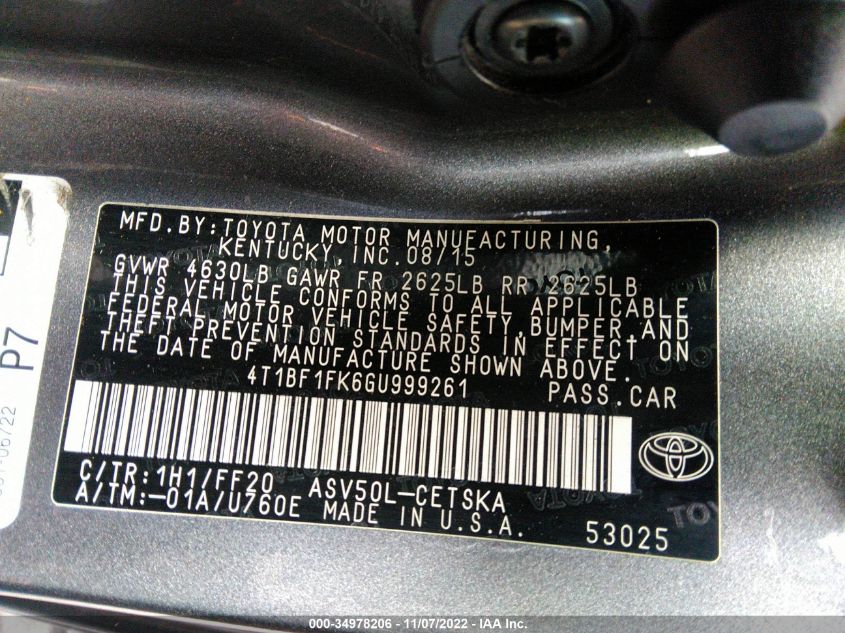 MFD.BY:TOYOTA MOTOR MANUFACTURING,
KENTUCKY,INC.08/15
GVWR 4630LB GAWR FR 2625LB RR 2625LB
THIS VEHICLE CONFORMS TO ALL APPLICABLE
FEDERAL MOTOR VEHICLE SAFETY,BUMPER,AND
THEFT PREVENTION STANDARDS IN EFFECT ON
THE DATE OF MANUFACTURE SHOWN ABOVE.
4T1BF1FK6GU999261 PASS.CAR
C/TR:1H1/FF20 ASV50L-CETSKA
A/TM:-01A/U760E MADE IN U.S.A.
53025
P7
000-34978206 - 11/07/2022 - IAA Inc.